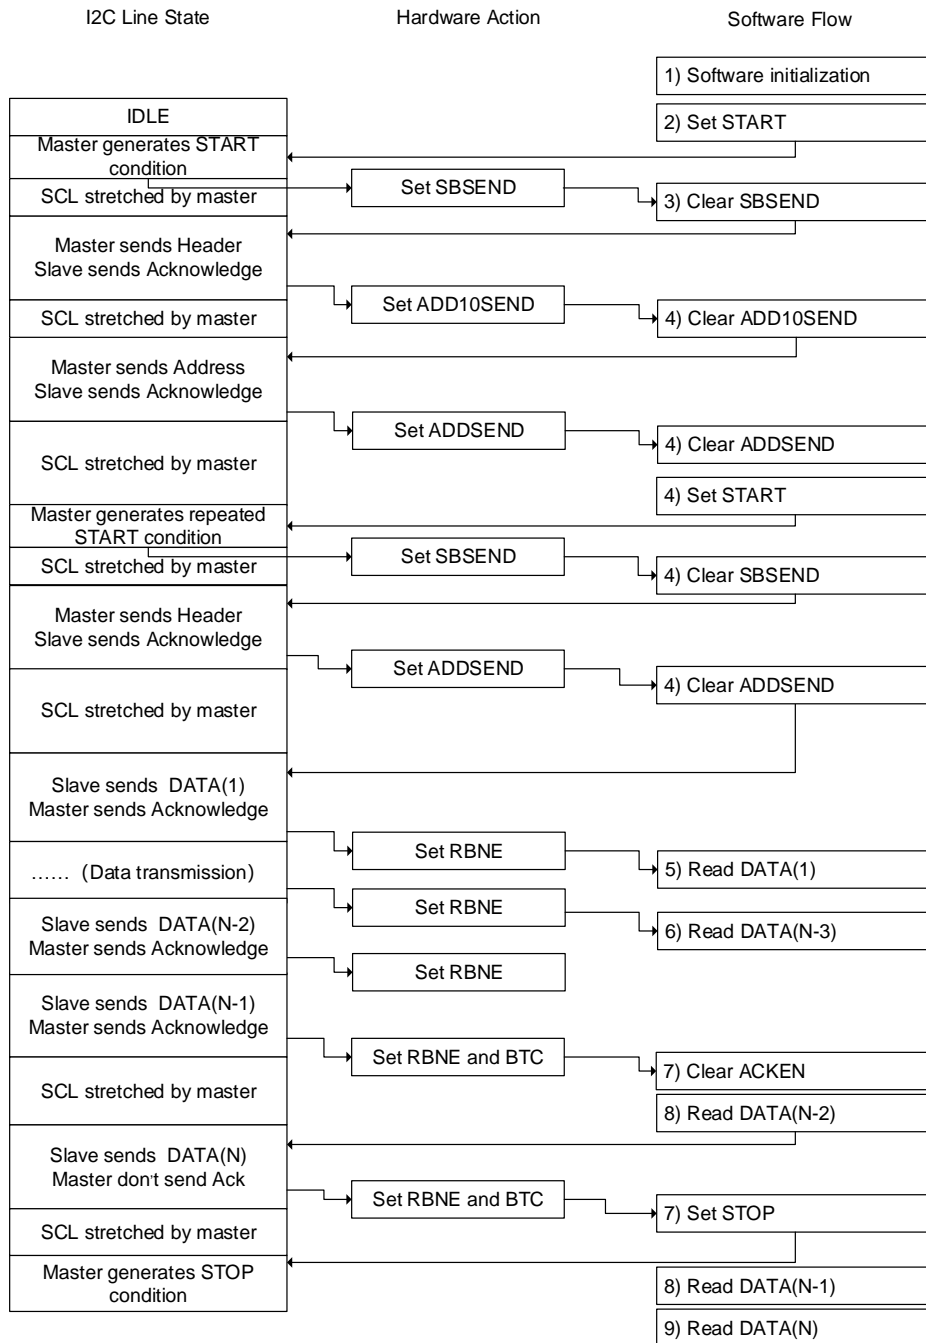 I2C Line State
Hardware Action
Software Flow
1) Software initialization
IDLE
2) Set START
Master generates START
condition
SCL stretched by master
Set SBSEND
3) Clear SBSEND
Master sends Header
Slave sends Acknowledge
Set ADD10SEND
SCL stretched by master
4) Clear ADD10SEND
Master sends Address
Slave sends Acknowledge
Set ADDSEND
4) Clear ADDSEND
SCL stretched by master
4) Set START
Master generates repeated
START condition
Set SBSEND
SCL stretched by master
4) Clear SBSEND
Master sends Header
Slave sends Acknowledge
Set ADDSEND
4) Clear ADDSEND
SCL stretched by master
Slave sends DATA(1)
Master sends Acknowledge
Set RBNE
5) Read DATA(1)
...... (Data transmission)
Set RBNE
6) Read DATA(N-3)
Slave sends DATA(N-2)
Master sends Acknowledge
Set RBNE
Slave sends DATA(N-1)
Master sends Acknowledge
Set RBNE and BTC
7) Clear ACKEN
SCL stretched by master
8) Read DATA(N-2)
Slave sends DATA(N)
Master don't send Ack
Set RBNE and BTC
7) Set STOP
SCL stretched by master
Master generates STOP
condition
8) Read DATA(N-1)
9) Read DATA(N)